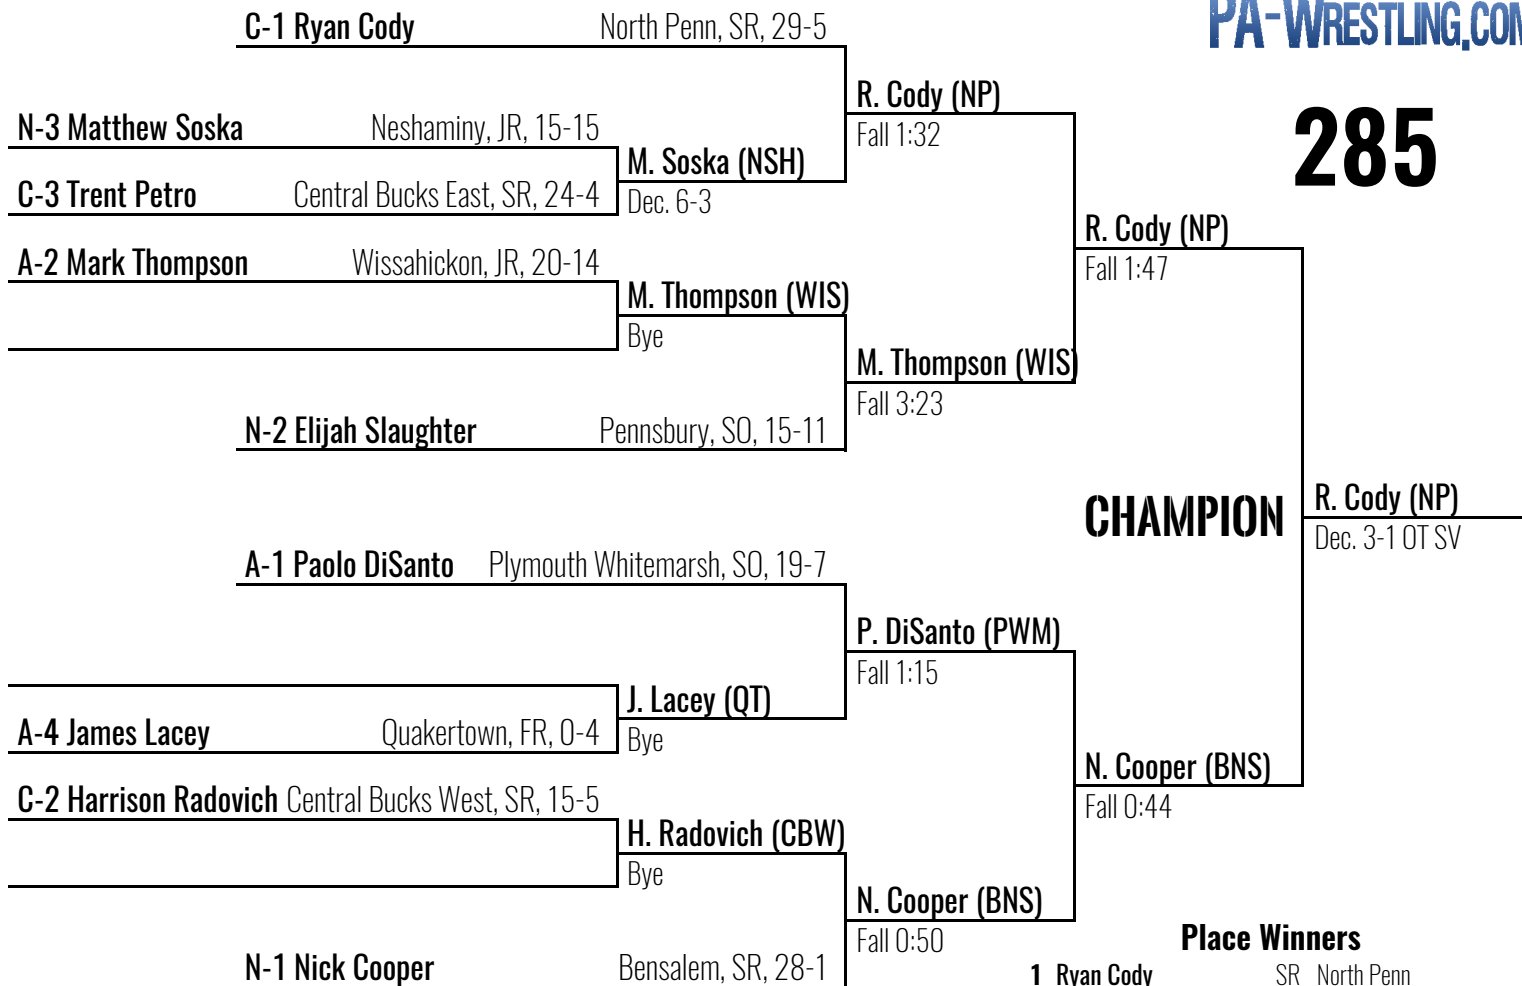 PA-WRESTLING.COM
285
C-1 Ryan Cody North Penn, SR, 29-5
R. Cody (NP)
Fall 1:32
N-3 Matthew Soska Neshaminy, JR, 15-15
M. Soska (NSH)
Dec. 6-3
C-3 Trent Petro Central Bucks East, SR, 24-4
R. Cody (NP)
Fall 1:47
A-2 Mark Thompson Wissahickon, JR, 20-14
M. Thompson (WIS)
Bye
M. Thompson (WIS)
Fall 3:23
N-2 Elijah Slaughter Pennsbury, SO, 15-11
CHAMPION
R. Cody (NP)
Dec. 3-1 OT SV
A-1 Paolo DiSanto Plymouth Whitemarsh, SO, 19-7
P. DiSanto (PWM)
Fall 1:15
J. Lacey (QT)
Bye
A-4 James Lacey Quakertown, FR, 0-4
N. Cooper (BNS)
Fall 0:44
C-2 Harrison Radovich Central Bucks West, SR, 15-5
H. Radovich (CBW)
Bye
N. Cooper (BNS)
Fall 0:50
N-1 Nick Cooper Bensalem, SR, 28-1
Place Winners
1 Ryan Cody SR North Penn